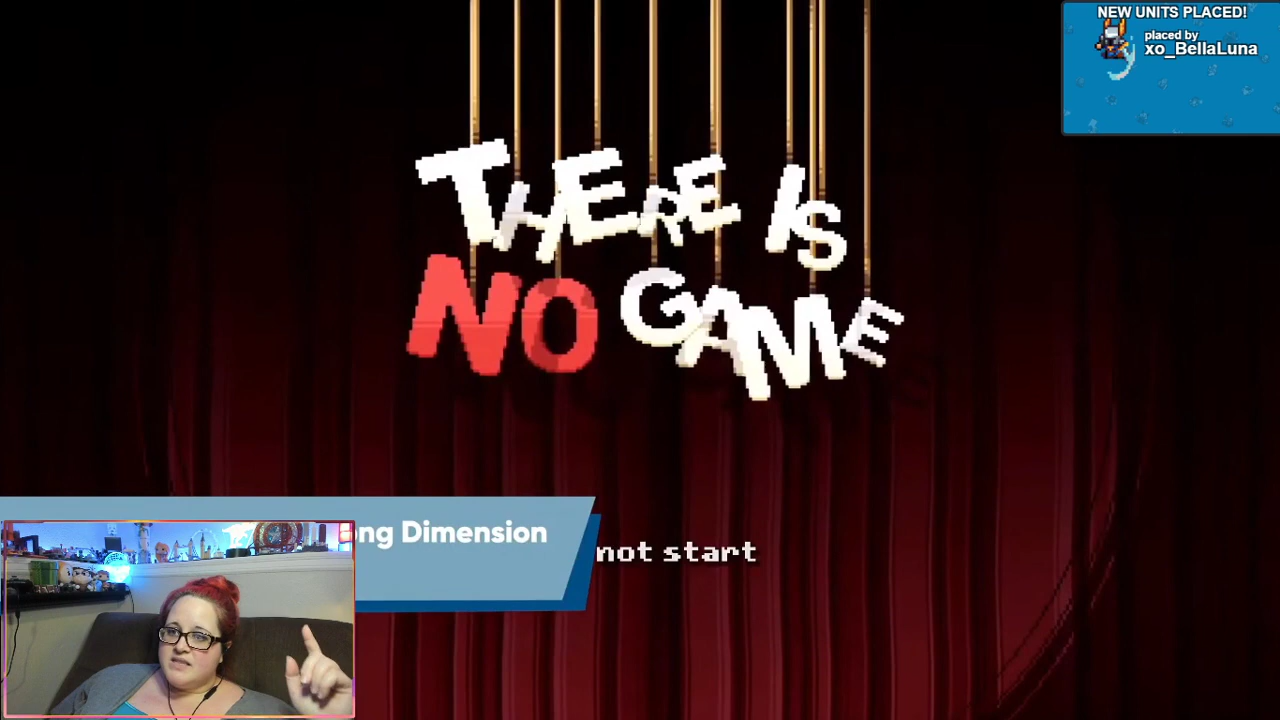 NEW UNITS PLACED!
placed by
xo_BellaLuna
THERE IS
NO GAME
ng Dimension
not start